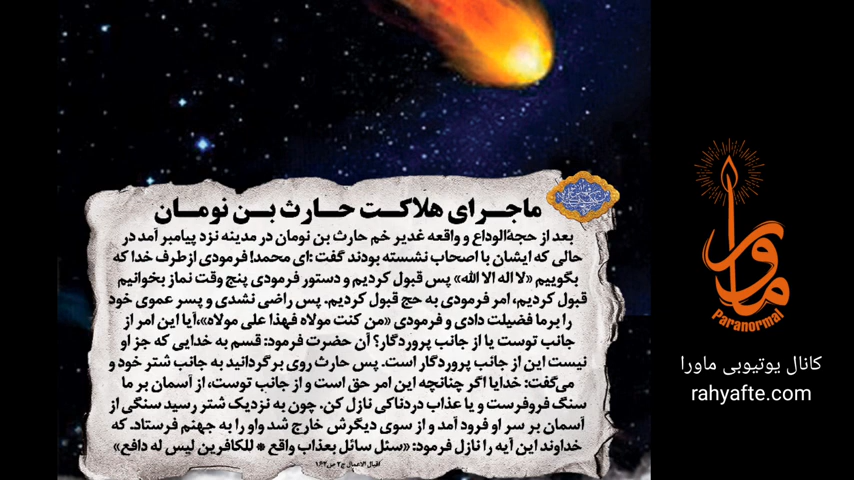 ماجرای هلاکت حارث بن نومان
بعد از حجةالوداع و واقعه غدیر خم حارث بن نومان در مدینه نزد پیامبر آمد در
حالی که ایشان با اصحاب نشسته بودند گفت :ای محمد! فرمودی ازطرف خدا که
بگوییم «لا اله الا الله» پس قبول کردیم و دستور فرمودی پنج وقت نماز بخوانیم
قبول کردیم، امر فرمودی به حج قبول کردیم. پس راضی نشدی و پسر عموی خود
را برما فضیلت دادی و فرمودی «من کنت مولاه فهذا علی مولاه»،آیا این امر از
جانب توست یا از جانب پروردگار؟ آن حضرت فرمود: قسم به خدایی که جز او
نیست این از جانب پروردگار است. پس حارث روی برگردانید به جانب شتر خود و
می‌گفت: خدایا اگر چنانچه این امر حق است و از جانب توست، از آسمان بر ما
سنگ فروفرست و یا عذاب دردناکی نازل کن. چون به نزدیک شتر رسید سنگی از
آسمان بر سر او فرود آمد و از سوی دیگرش خارج شد واو را به جهنم فرستاد. که
خداوند این آیه را نازل فرمود: «سئل سائل بعذاب واقع * للکافرین لیس له دافع»
اقبال الاعمال ج۲ ص۱۶۳
ماورا
Paranormal
کانال یوتیوبی ماورا
rahyafte.com